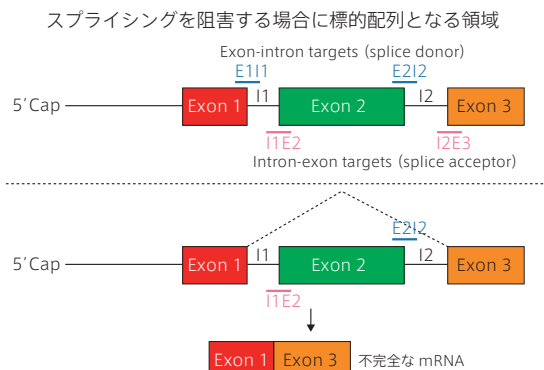 スプライシングを阻害する場合に標的配列となる領域
Exon-intron targets (splice donor)
E1I1 E2I2
5’Cap Exon 1 I1 Exon 2 I2 Exon 3
I1E2 I2E3
Intron-exon targets (splice acceptor)
E2I2
5’Cap Exon 1 I1 Exon 2 I2 Exon 3
I1E2
Exon 1 Exon 3 不完全な mRNA